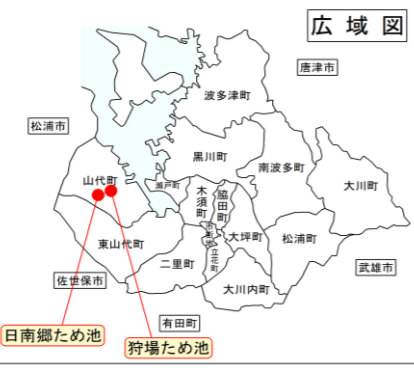 広域図
唐津市
波多津町
松浦市
黒川町
南波多町
山代町
瀬戸町
大川町
木須町
脇田町
東山代町
大坪町
松浦町
立花町
二里町
武雄市
佐世保市
大川内町
有田町
日南郷ため池
狩場ため池